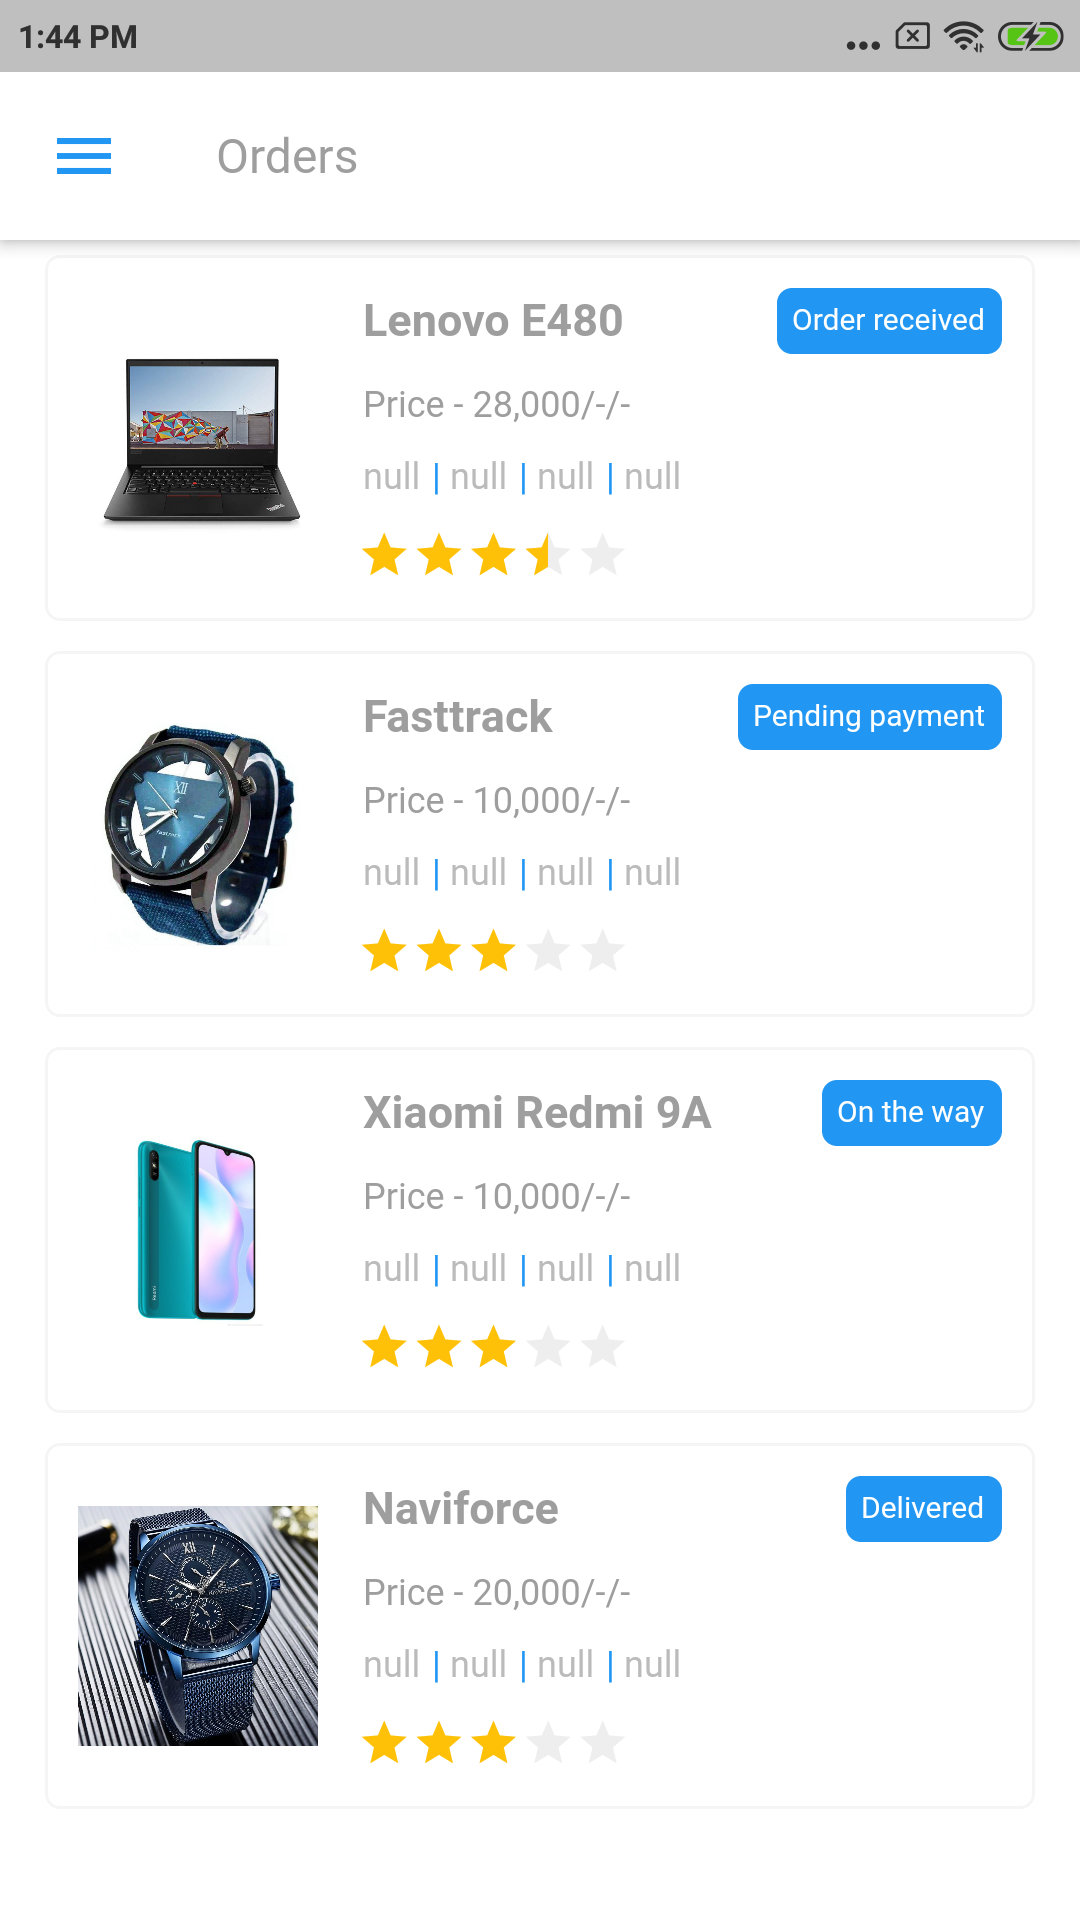 1:44 PM
Orders
Lenovo E480
Order received
Price - 28,000/-/-
null | null | null | null
Fasttrack
Pending payment
Price - 10,000/-/-
null | null | null | null
Xiaomi Redmi 9A
On the way
Price - 10,000/-/-
null | null | null | null
Naviforce
Delivered
Price - 20,000/-/-
null | null | null | null